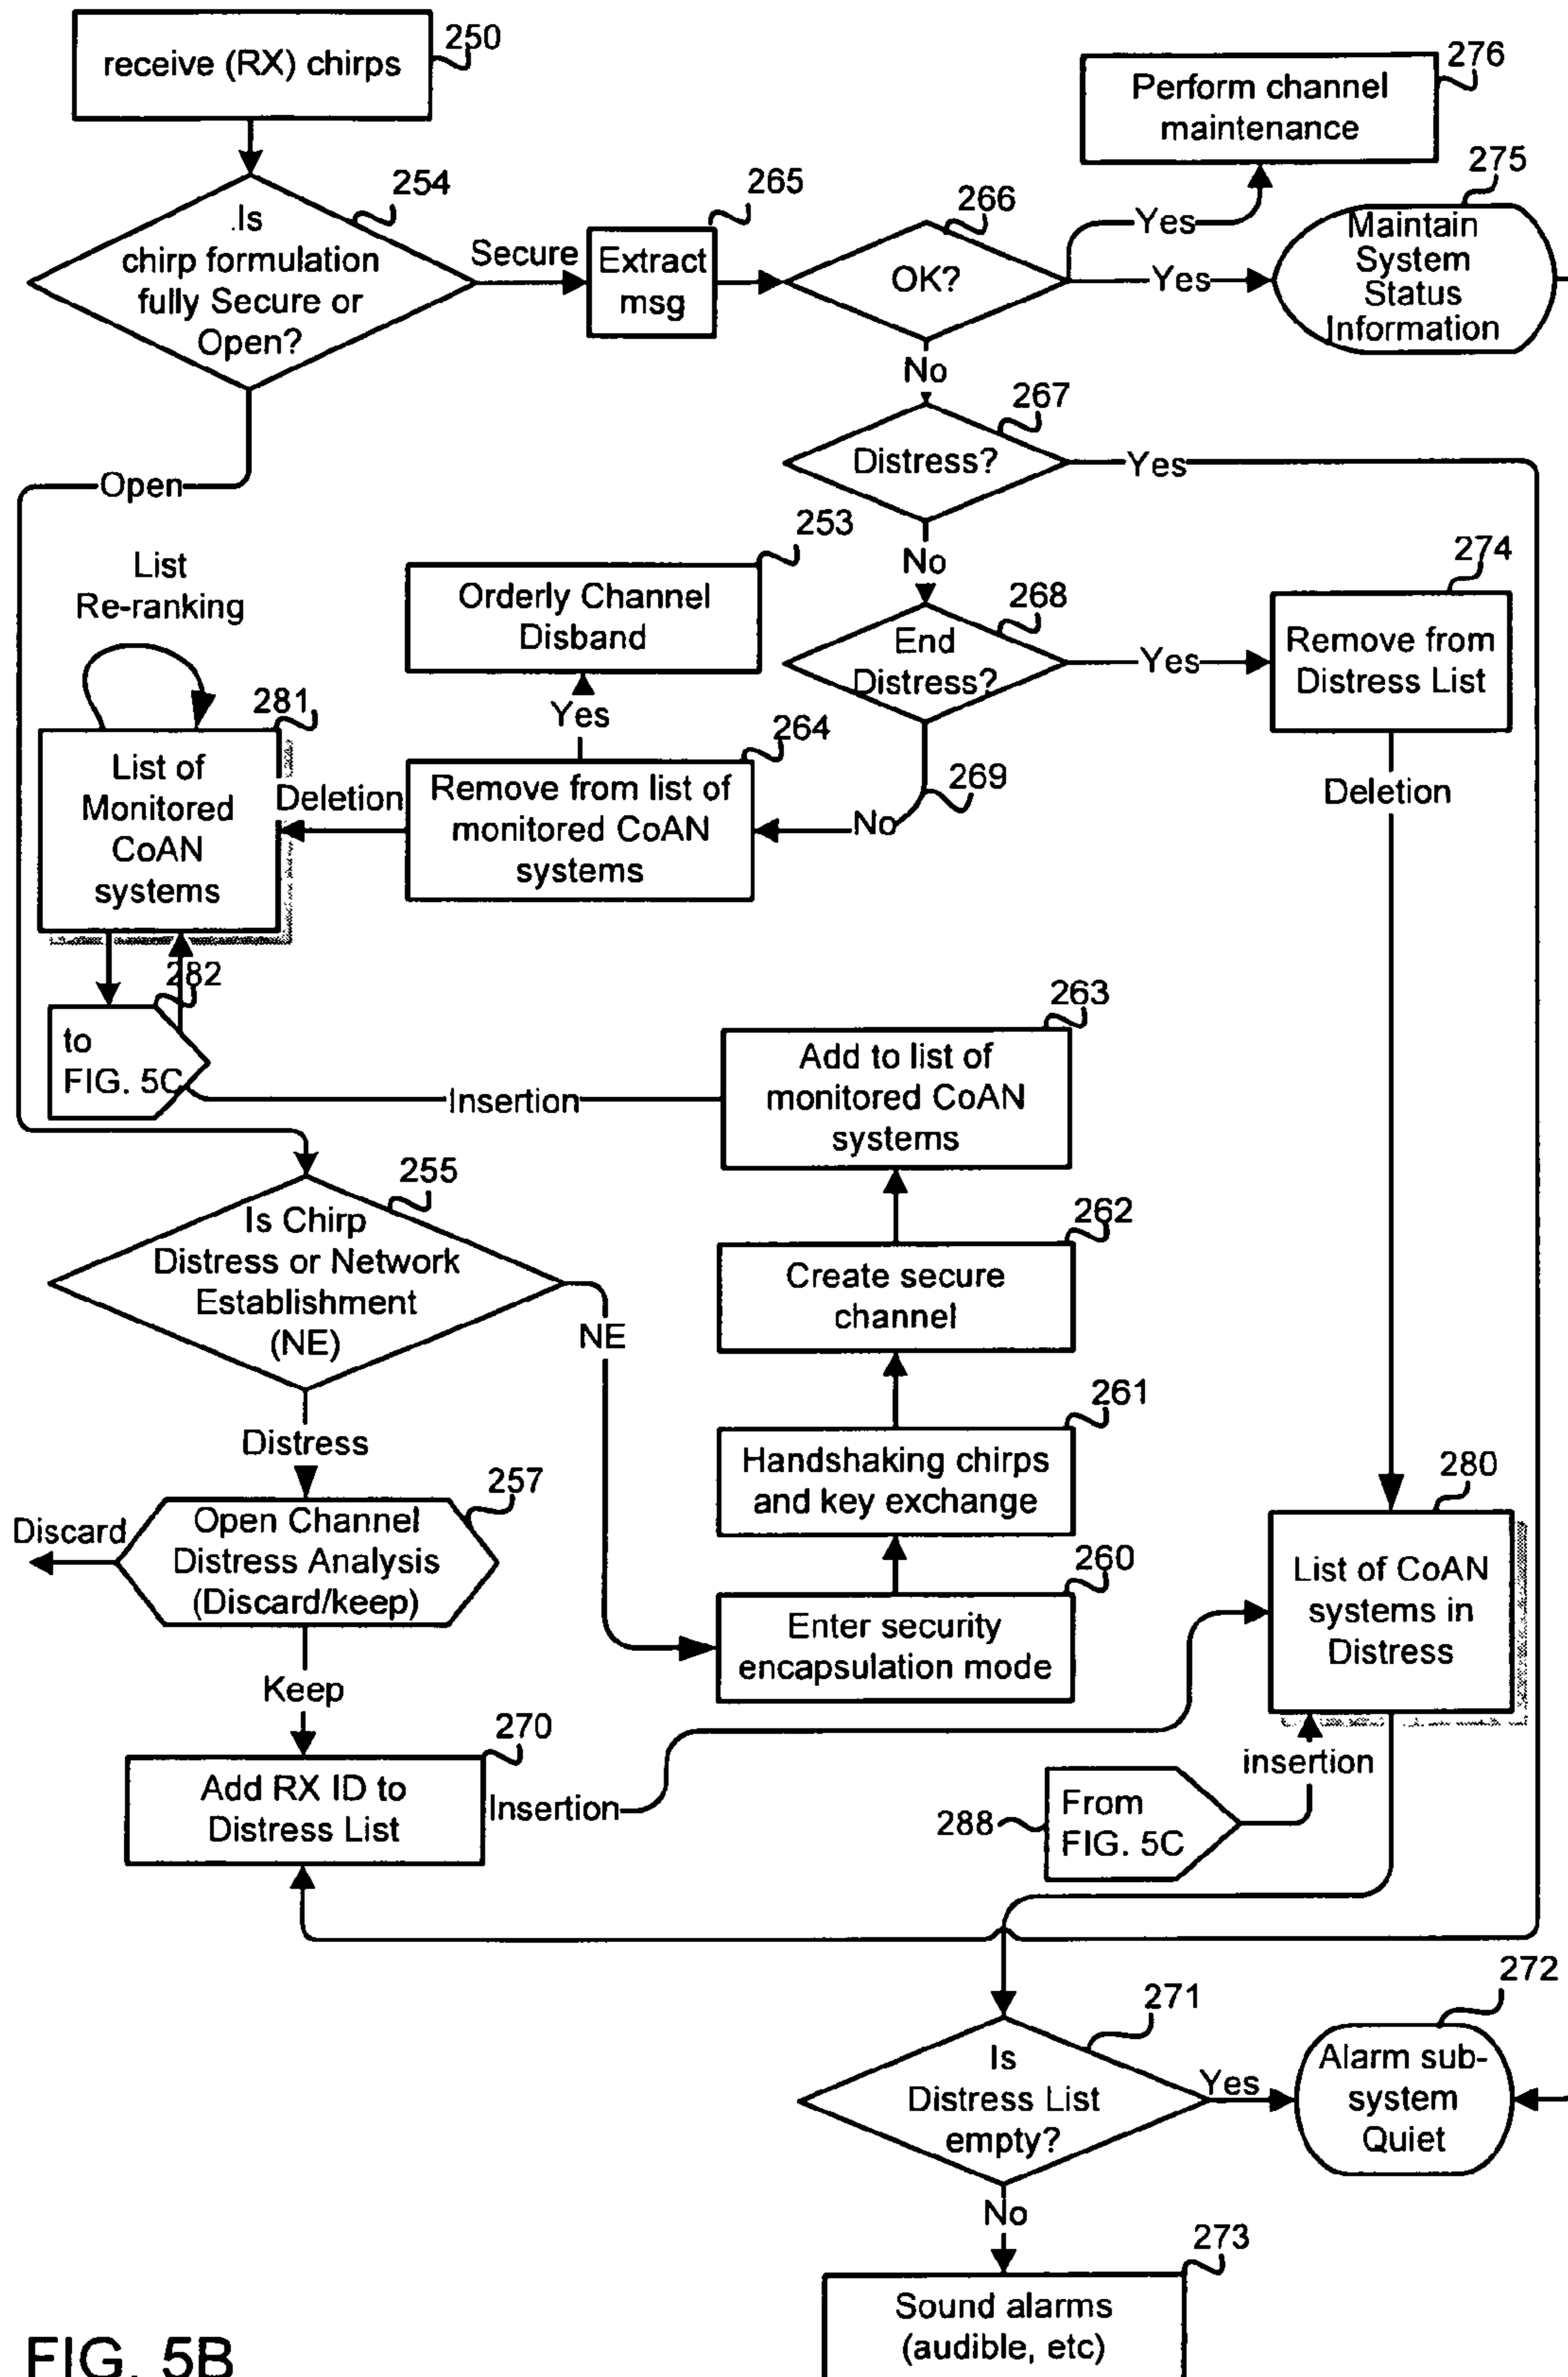 receive (RX) chirps
250
.Is
chirp formulation
fully Secure or
Open?
254
Secure
Extract
msg
265
OK?
266
Yes
Perform channel
maintenance
276
Yes
Maintain
System
Status
Information
275
No
Distress?
267
Yes
Open
No
End
Distress?
268
Yes
Remove from
Distress List
274
Deletion
List
Re-ranking
Orderly Channel
Disband
253
Yes
281
List of
Monitored
CoAN
systems
Deletion
Remove from list of
monitored CoAN
systems
264
No
269
282
to
FIG. 5C
Insertion
Add to list of
monitored CoAN
systems
263
Is Chirp
Distress or Network
Establishment
(NE)
255
NE
Create secure
channel
262
Handshaking chirps
and key exchange
261
Enter security
encapsulation mode
260
Distress
Discard
Open Channel
Distress Analysis
(Discard/keep)
257
Keep
Add RX ID to
Distress List
270
Insertion
List of CoAN
systems in
Distress
280
insertion
288
From
FIG. 5C
Is
Distress List
empty?
271
Yes
Alarm sub-
system
Quiet
272
No
Sound alarms
(audible, etc)
273
FIG. 5B